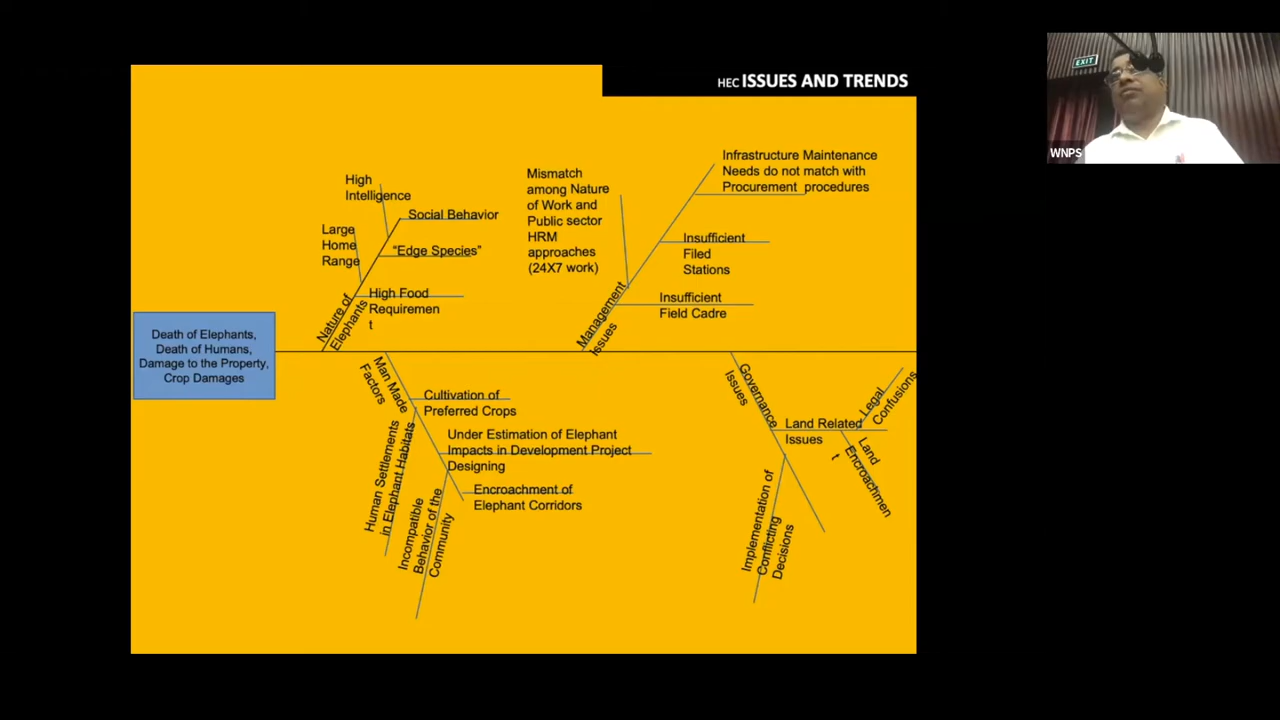 HEC ISSUES AND TRENDS
EXIT
WNPS
High
Intelligence
Social Behavior
Large
Home
Range
“Edge Species”
High Food
Requiremen
t
Nature of
Elephants
Mismatch
among Nature
of Work and
Public sector
HRM
approaches
(24X7 work)
Infrastructure Maintenance
Needs do not match with
Procurement procedures
Insufficient
Filed
Stations
Insufficient
Field Cadre
Management
Issues
Death of Elephants,
Death of Humans,
Damage to the Property,
Crop Damages
Man Made
Factors
Cultivation of
Preferred Crops
Under Estimation of Elephant
Impacts in Development Project
Designing
Encroachment of
Elephant Corridors
Human Settlements
in Elephant Habitats
Incompatible
Behavior of the
Community
Governance
Issues
Land Related
Issues
Legal
Confusions
Land
Encroachmen
t
Implementation of
Conflicting
Decisions